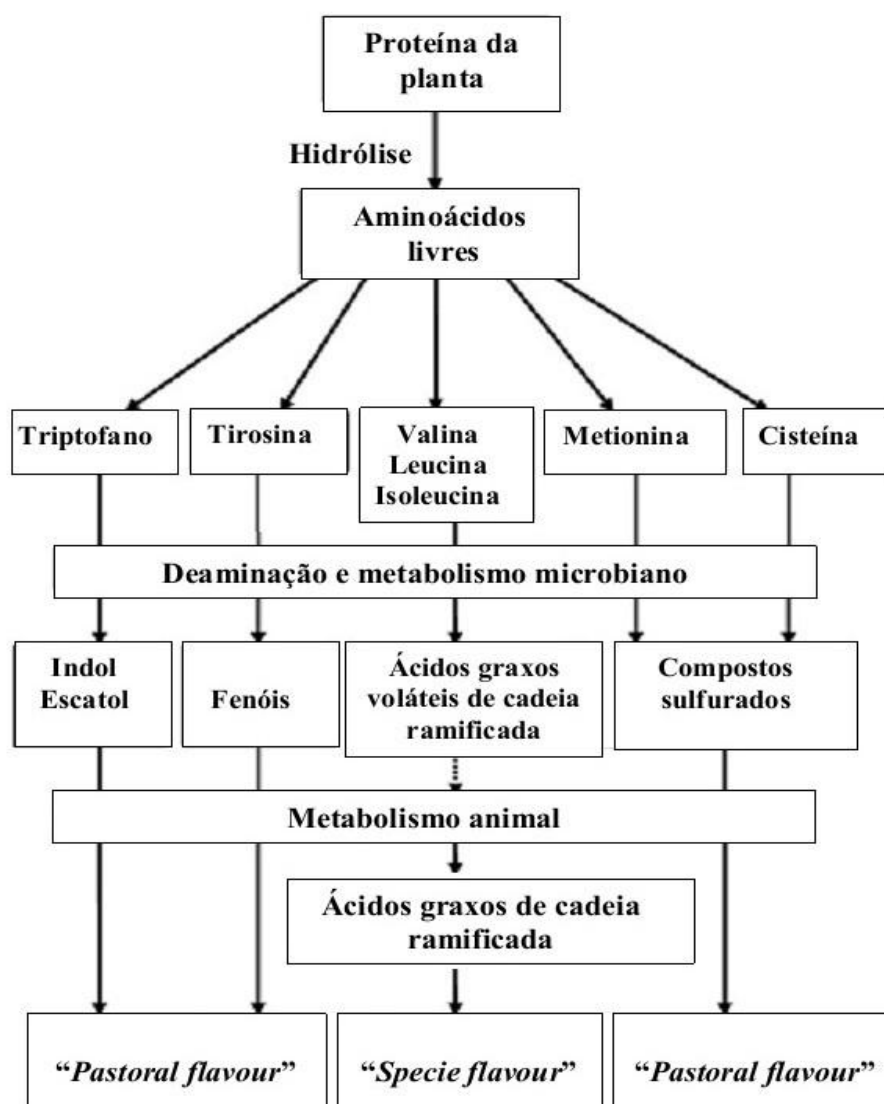 Proteína da
planta
Hidrólise
Aminoácidos
livres
Triptofano
Tirosina
Valina
Leucina
Isoleucina
Metionina
Cisteína
Deaminação e metabolismo microbiano
Indol
Escatol
Fenóis
Ácidos graxos
voláteis de cadeia
ramificada
Compostos
sulfurados
Metabolismo animal
Ácidos graxos de cadeia
ramificada
“Pastoral flavour”
“Specie flavour”
“Pastoral flavour”